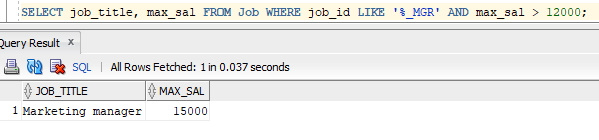 SELECT job_title, max_sal FROM Job WHERE job_id LIKE '%_MGR' AND max_sal > 12000;
Query Result x
SQL | All Rows Fetched: 1 in 0.037 seconds
JOB_TITLE MAX_SAL
1 Marketing manager 15000